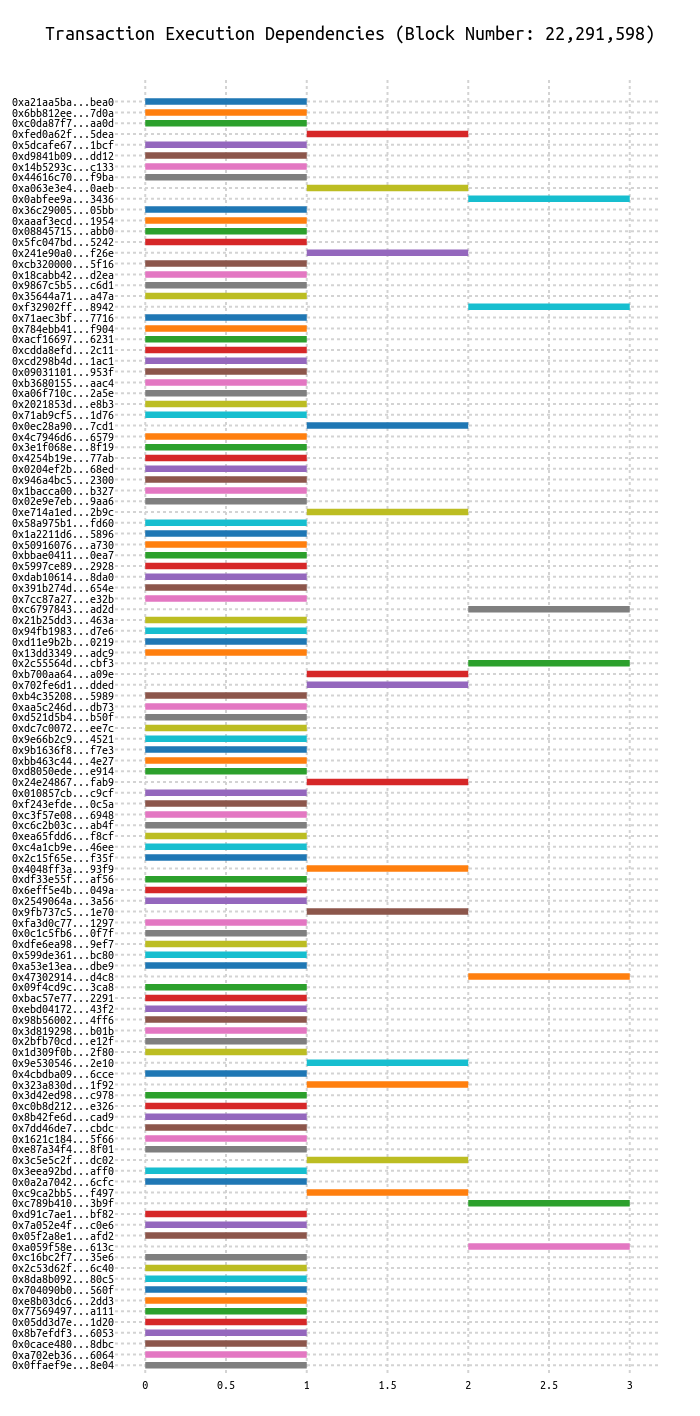 Transaction Execution Dependencies (Block Number: 22,291,598)
0xa21aa5ba...bea0
0x6bb812ee...7d0a
0xc0da87f7...aa0d
0xfed0a62f...5dea
0x5dcafe67...1bcf
0xd9841b09...dd12
0x14b5293c...c133
0x44616c70...f9ba
0xa063e3e4...0aeb
0x0abfee9a...3436
0x36c29005...05bb
0xaaaf3ecd...1954
0x08845715...abb0
0x5fc047bd...5242
0x241e90a0...f26e
0xcb320000...5f16
0x18cabb42...d2ea
0x9867c5b5...c6d1
0x35644a71...a47a
0xf32902ff...8942
0x71aec3bf...7716
0x784ebb41...f904
0xacf16697...6231
0xcdda8efd...2c11
0xcd298b4d...1ac1
0x09031101...953f
0xb3680155...aac4
0xa06f710c...2a5e
0x2021853d...e8b3
0x71ab9cf5...1d76
0x0ec28a90...7cd1
0x4c7946d6...6579
0x3e1f068e...8f19
0x4254b19e...77ab
0x0204ef2b...68ed
0x946a4bc5...2300
0x1bacca00...b327
0x02e9e7eb...9aa6
0xe714a1ed...2b9c
0x58a975b1...fd60
0x1a2211d6...5896
0x50916076...a730
0xbbae0411...0ea7
0x5997ce89...2928
0xdab10614...8da0
0x391b274d...654e
0x7cc87a27...e32b
0xc6797843...ad2d
0x21b25dd3...463a
0x94fb1983...d7e6
0xd11e9b2b...0219
0x13dd3349...adc9
0x2c55564d...cbf3
0xb700aa64...a09e
0x702fe6d1...dded
0xb4c35208...5989
0xaa5c246d...db73
0xd521d5b4...b50f
0xdc7c0072...ee7c
0x9e66b2c9...4521
0x9b1636f8...f7e3
0xbb463c44...4e27
0xd8050ede...e914
0x24e24867...fab9
0x010857cb...c9cf
0xf243efde...0c5a
0xc3f57e08...6948
0xc6c2b03c...ab4f
0xea65fdd6...f8cf
0xc4a1cb9e...46ee
0x2c15f65e...f35f
0x4048ff3a...93f9
0xdf33e55f...af56
0x6eff5e4b...049a
0x2549064a...3a56
0x9fb737c5...1e70
0xfa3d0c77...1297
0x0c1c5fb6...0f7f
0xdfe6ea98...9ef7
0x599de361...bc80
0xa53e13ea...dbe9
0x47302914...d4c8
0x09f4cd9c...3ca8
0xbac57e77...2291
0xebd04172...43f2
0x98b56002...4ff6
0x3d819298...b01b
0x2bfb70cd...e12f
0x1d309f0b...2f80
0x9e530546...2e10
0x4cbdba09...6cce
0x323a830d...1f92
0x3d42ed98...c978
0xc0b8d212...e326
0x8b42fe6d...cad9
0x7dd46de7...cbdc
0x1621c184...5f66
0xe87a34f4...8f01
0x3c5e5c2f...dc02
0x3eea92bd...aff0
0x0a2a7042...6cfc
0xc9ca2bb5...f497
0xc789b410...3b9f
0xd91c7ae1...bf82
0x7a052e4f...c0e6
0x05f2a8e1...afd2
0xa059f58e...613c
0xc16bc2f7...35e6
0x2c53d62f...6c40
0x8da8b092...80c5
0x704090b0...560f
0xe8b03dc6...2dd3
0x77569497...a111
0x05dd3d7e...1d20
0x8b7efdf3...6053
0x0cace480...8dbc
0xa702eb36...6064
0x0ffaef9e...8e04
0 0.5 1 1.5 2 2.5 3